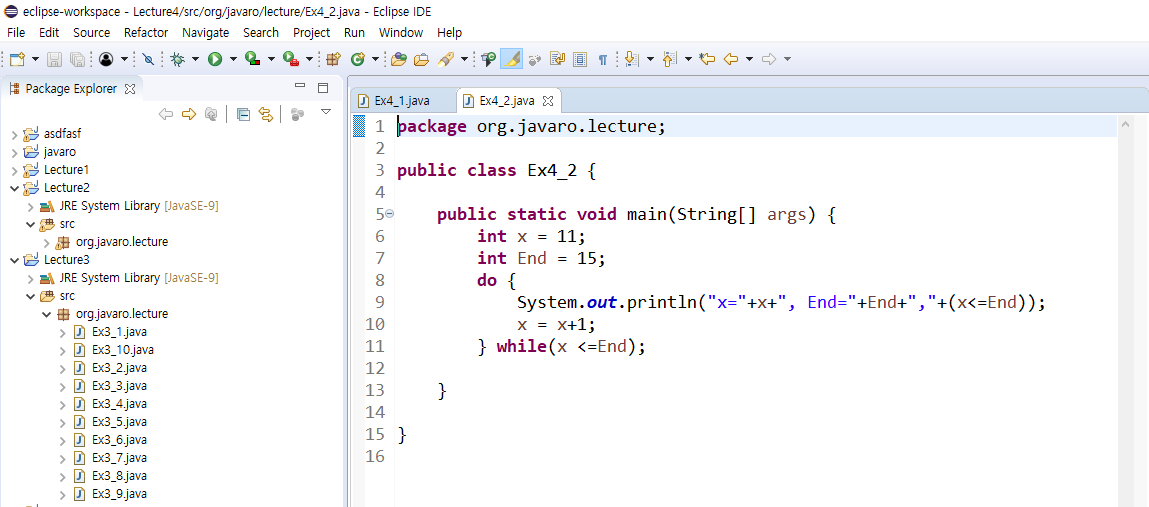 eclipse-workspace - Lecture4/src/org/javaro/lecture/Ex4_2.java - Eclipse IDE
File Edit Source Refactor Navigate Search Project Run Window Help
Package Explorer
asdfasf
javaro
Lecture1
Lecture2
JRE System Library [JavaSE-9]
src
org.javaro.lecture
Lecture3
JRE System Library [JavaSE-9]
src
org.javaro.lecture
Ex3_1.java
Ex3_10.java
Ex3_2.java
Ex3_3.java
Ex3_4.java
Ex3_5.java
Ex3_6.java
Ex3_7.java
Ex3_8.java
Ex3_9.java
Ex4_1.java Ex4_2.java
1 package org.javaro.lecture;
2
3 public class Ex4_2 {
4
5 public static void main(String[] args) {
6 int x = 11;
7 int End = 15;
8 do {
9 System.out.println("x="+x+", End="+End+","+(x<=End));
10 x = x+1;
11 } while(x <=End);
12
13 }
14
15 }
16